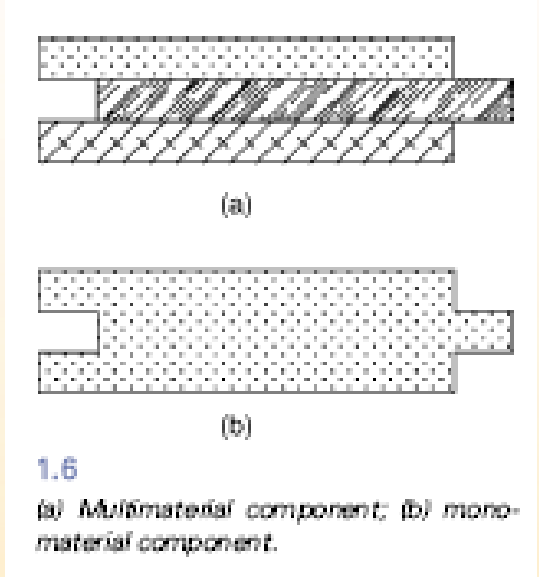 (a)
(b)
1.6
(a) Multimaterial component; (b) mono-
material component.